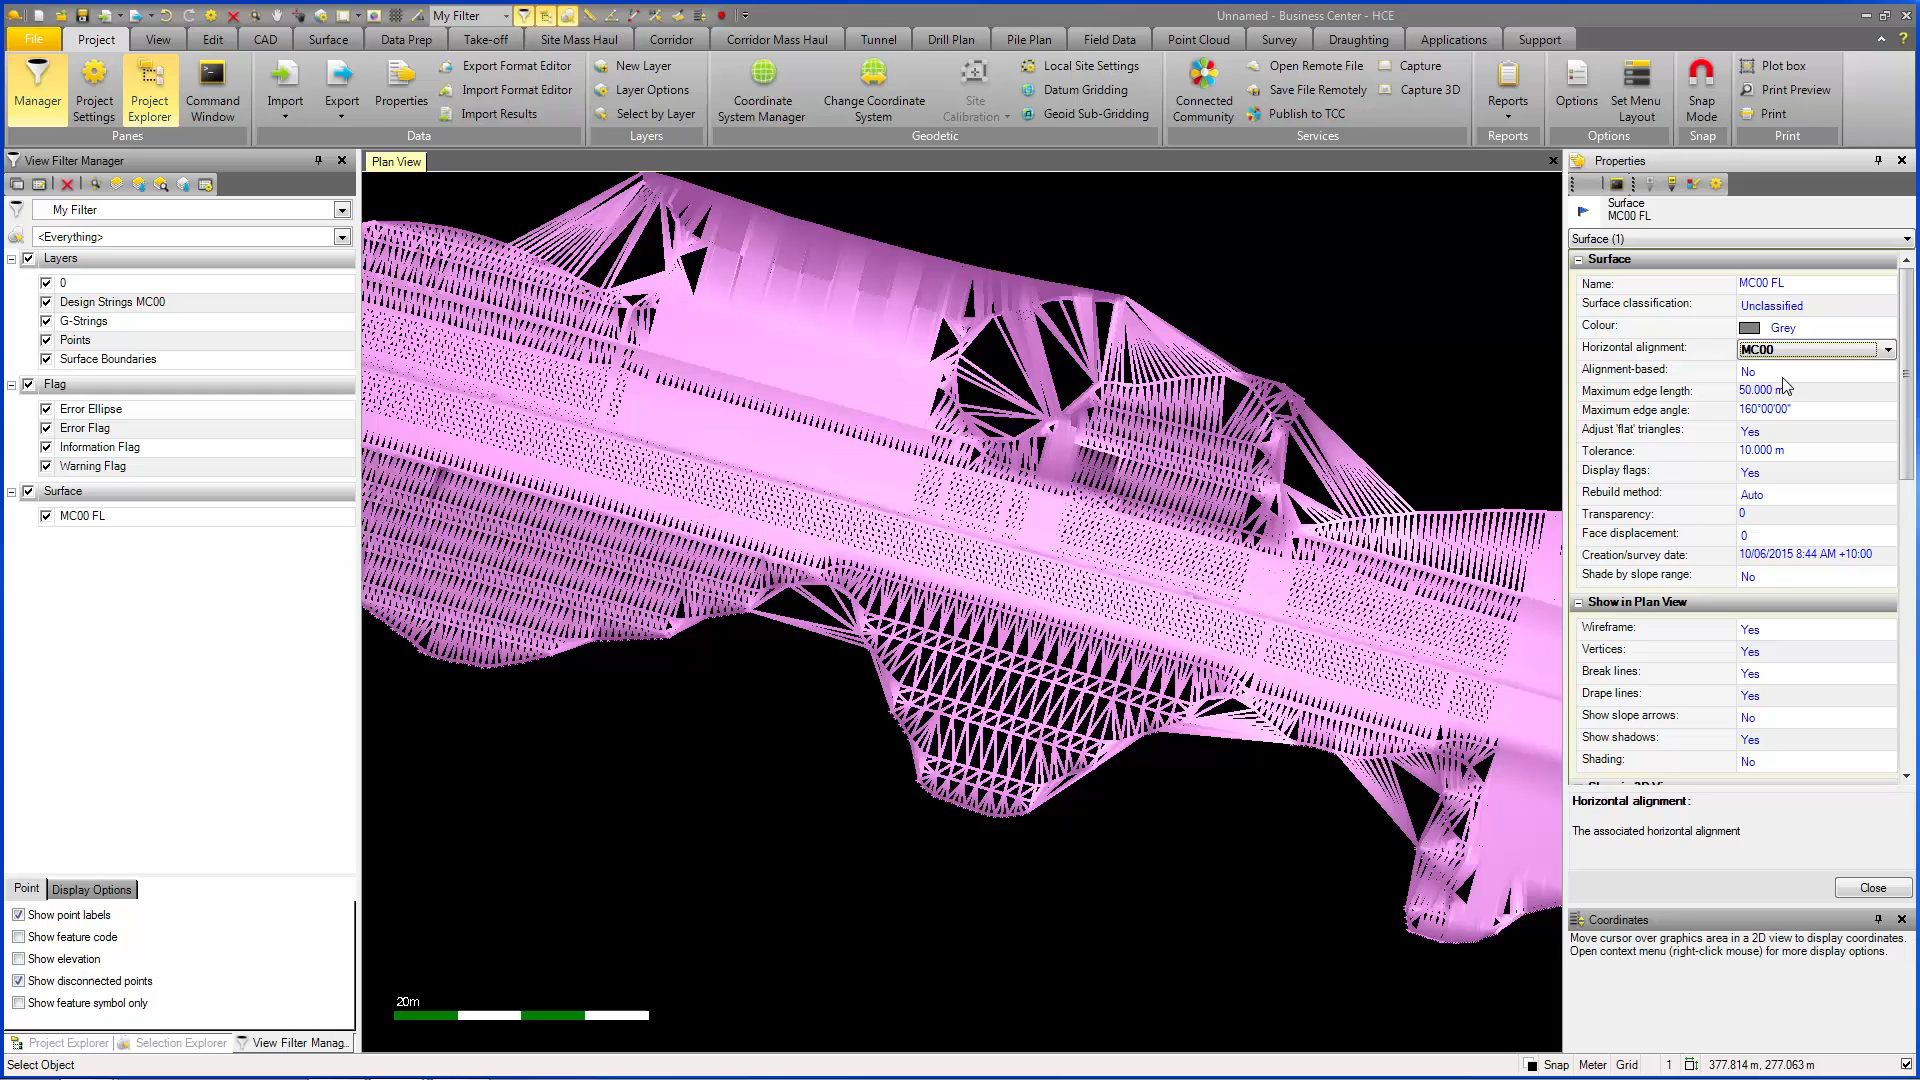 My Filter
Unnamed - Business Center - HCE
File
Project
View
Edit
CAD
Surface
Data Prep
Take-off
Site Mass Haul
Corridor
Corridor Mass Haul
Tunnel
Drill Plan
Pile Plan
Field Data
Point Cloud
Survey
Draughting
Applications
Support
Manager
Project Settings
Project Explorer
Command Window
Panes
Import
Export
Properties
Export Format Editor
Import Format Editor
Import Results
Data
New Layer
Layer Options
Select by Layer
Layers
Coordinate System Manager
Change Coordinate System
Site Calibration
Local Site Settings
Datum Gridding
Geoid Sub-Gridding
Geodetic
Connected Community
Open Remote File
Save File Remotely
Publish to TCC
Capture
Capture 3D
Services
Reports
Reports
Options
Set Menu Layout
Options
Snap Mode
Snap
Plot box
Print Preview
Print
Print
View Filter Manager
My Filter
<Everything>
Layers
0
Design Strings MC00
G-Strings
Points
Surface Boundaries
Flag
Error Ellipse
Error Flag
Information Flag
Warning Flag
Surface
MC00 FL
Point
Display Options
Show point labels
Show feature code
Show elevation
Show disconnected points
Show feature symbol only
Project Explorer
Selection Explorer
View Filter Manag...
Plan View
20m
Properties
Surface
MC00 FL
Surface (1)
Surface
Name: MC00 FL
Surface classification: Unclassified
Colour: Grey
Horizontal alignment: MC00
Alignment-based: No
Maximum edge length: 50.000 m
Maximum edge angle: 160°00'00"
Adjust 'flat' triangles: Yes
Tolerance: 10.000 m
Display flags: Yes
Rebuild method: Auto
Transparency: 0
Face displacement: 0
Creation/survey date: 10/06/2015 8:44 AM +10:00
Shade by slope range: No
Show in Plan View
Wireframe: Yes
Vertices: Yes
Break lines: Yes
Drape lines: Yes
Show slope arrows: No
Show shadows: Yes
Shading: No
Horizontal alignment:
The associated horizontal alignment
Close
Coordinates
Move cursor over graphics area in a 2D view to display coordinates.
Open context menu (right-click mouse) for more display options.
Select Object
Snap
Meter
Grid
1
377.814 m, 277.063 m